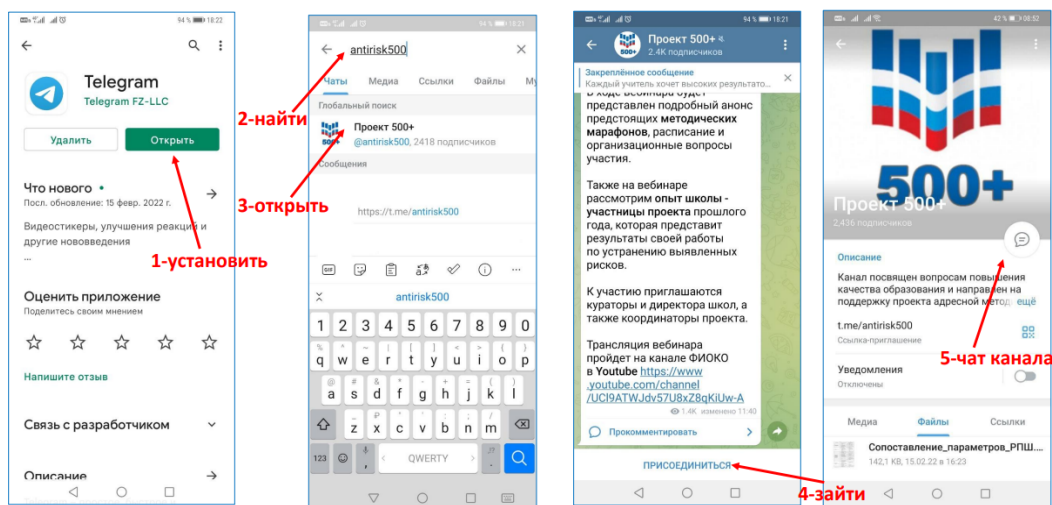 94 % 18:22
Telegram
Telegram FZ-LLC
Удалить
Открыть
Что нового
Посл. обновление: 15 февр. 2022 г.
Видеостикеры, улучшения реакций и
другие нововведения
...
1-установить
Оценить приложение
Поделитесь своим мнением
Напишите отзыв
Связь с разработчиком
Описание
94 % 18:21
antirisk500
Чаты Медиа Ссылки Файлы
2-найти
Глобальный поиск
500+
Проект 500+
@antirisk500, 2418 подписчиков
Сообщения
3-открыть
https://t.me/antirisk500
GIF
antirisk500
1 2 3 4 5 6 7 8 9 0
q w e r t y u i o p
a s d f g h j k l
z x c v b n m
123 , QWERTY .
94 % 18:21
500+
Проект 500+
2.4K подписчиков
Закреплённое сообщение
Каждый учитель хочет высоких результато...
В ходе вебинара будет
представлен подробный анонс
предстоящих методических
марафонов, расписание и
организационные вопросы
участия.
Также на вебинаре
рассмотрим опыт школы -
участницы проекта прошлого
года, которая представит
результаты своей работы
по устранению выявленных
рисков.
К участию приглашаются
кураторы и директора школ, а
также координаторы проекта.
Трансляция вебинара
пройдет на канале ФИОКО
в Youtube https://www
.youtube.com/channel
/UCI9ATWJdv57U8xZ8qKiUw-A
1.4K изменено 11:40
Прокомментировать
ПРИСОЕДИНИТЬСЯ
4-зайти
42 % 08:52
500+
Проект 500+
2,436 подписчиков
Описание
Канал посвящен вопросам повышения
качества образования и направлен на
поддержку проекта адресной метод ещё
t.me/antirisk500
Ссылка-приглашение
5-чат канала
Уведомления
Отключены
Медиа Файлы Ссылки
Сопоставление_параметров_РПШ....
142,1 KB, 15.02.22 в 16:23